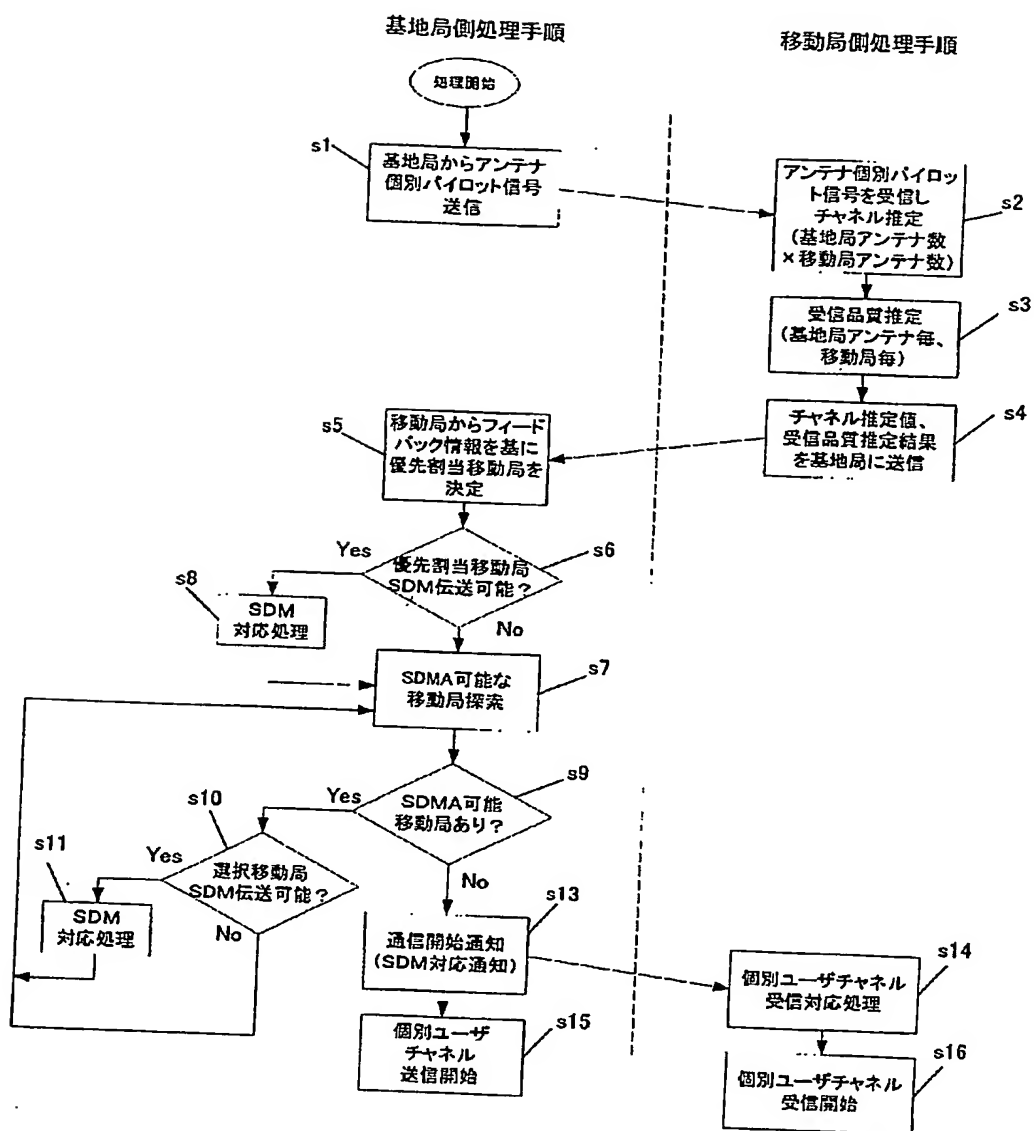 基地局側処理手順
移動局側処理手順
処理開始
s1
基地局からアンテナ
個別パイロット信号
送信
アンテナ個別パイロッ
ト信号を受信し
チャネル推定
(基地局アンテナ数
×移動局アンテナ数)
s2
受信品質推定
(基地局アンテナ毎、
移動局毎)
s3
チャネル推定値、
受信品質推定結果
を基地局に送信
s4
s5
移動局からフィード
バック情報を基に
優先割当移動局を
決定
s6
優先割当移動局
SDM伝送可能?
Yes
No
s8
SDM
対応処理
SDMA可能な
移動局探索
s7
s9
SDMA可能
移動局あり?
Yes
No
s10
選択移動局
SDM伝送可能?
Yes
No
s11
SDM
対応処理
s13
通信開始通知
(SDM対応通知)
s14
個別ユーザチャネル
受信対応処理
s15
個別ユーザ
チャネル
送信開始
s16
個別ユーザチャネル
受信開始